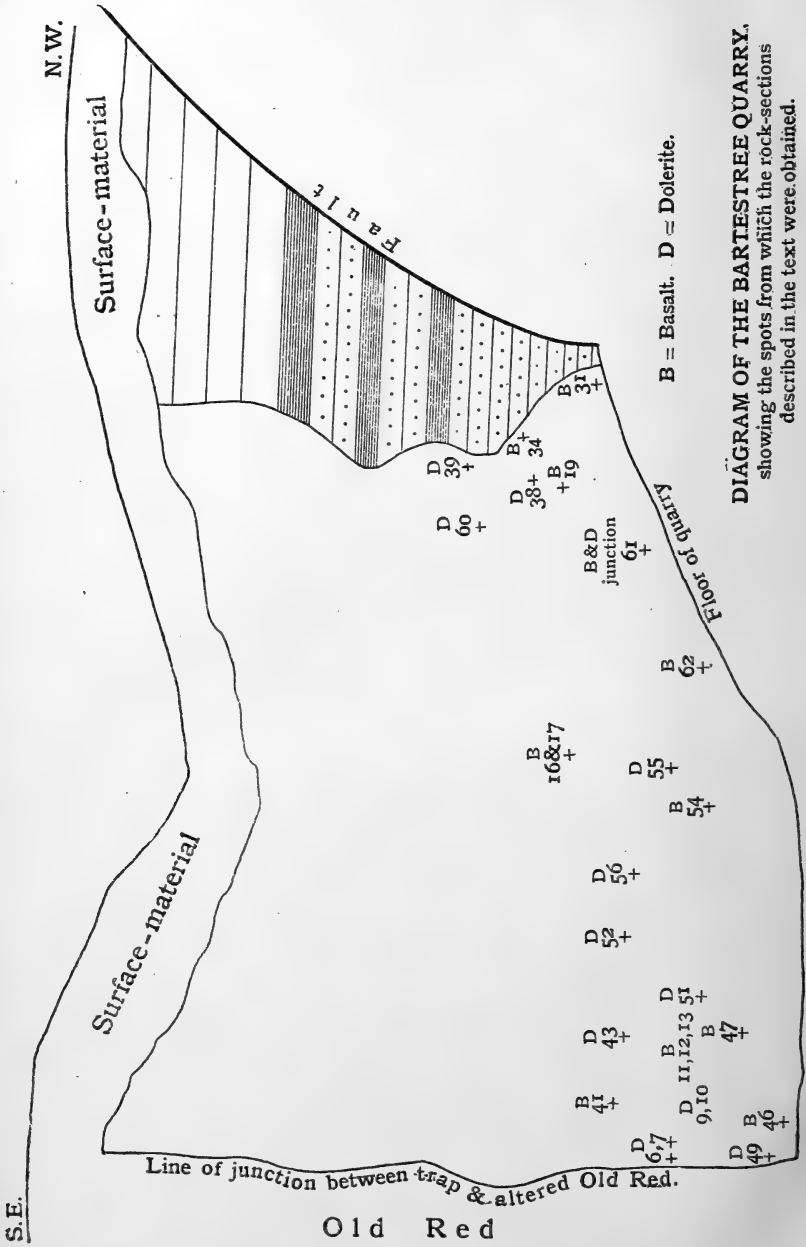 S.E.
N.W.
Surface-material
Surface-material
Fault
D
39
+
B
+
34
B
31
+
D
60
+
D
38+
B
+19
B&D
junction
61
+
Floor of quarry
B
62
+
B
16&17
+
D
55
+
B
54
+
D
56
+
D
52
+
D
43
+
D
51
+
B
11,12,13
B
47
+
B
41
+
D
9,10
D
6,7
++
B
46
+
D
49
+
Line of junction between trap & altered Old Red.
Old Red
B = Basalt. D = Dolerite.
DIAGRAM OF THE BARTESTREE QUARRY,
showing the spots from which the rock-sections
described in the text were obtained.